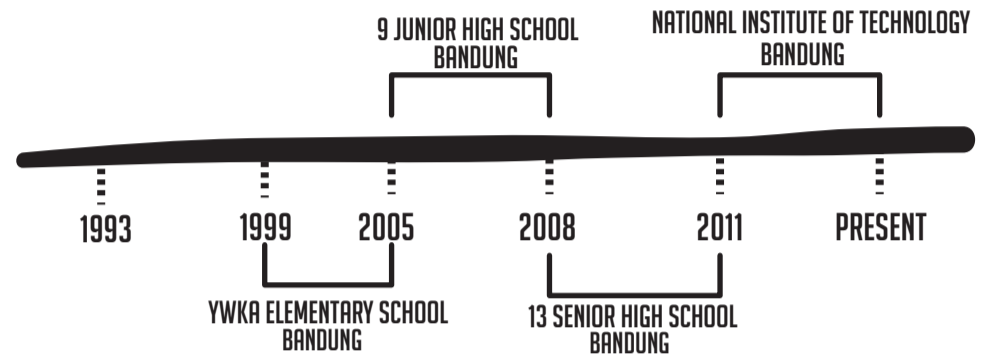 9 JUNIOR HIGH SCHOOL
BANDUNG
NATIONAL INSTITUTE OF TECHNOLOGY
BANDUNG
1993
1999
2005
2008
2011
PRESENT
YWKA ELEMENTARY SCHOOL
BANDUNG
13 SENIOR HIGH SCHOOL
BANDUNG